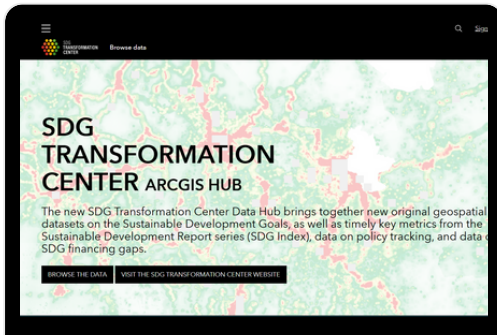 Sign
SDG
TRANSFORMATION
CENTER
Browse data
SDG
TRANSFORMATION
CENTER ARCGIS HUB
The new SDG Transformation Center Data Hub brings together new original geospatial
datasets on the Sustainable Development Goals, as well as timely key metrics from the
Sustainable Development Report series (SDG Index), data on policy tracking, and data
SDG financing gaps.
BROWSE THE DATA
VISIT THE SDG TRANSFORMATION CENTER WEBSITE